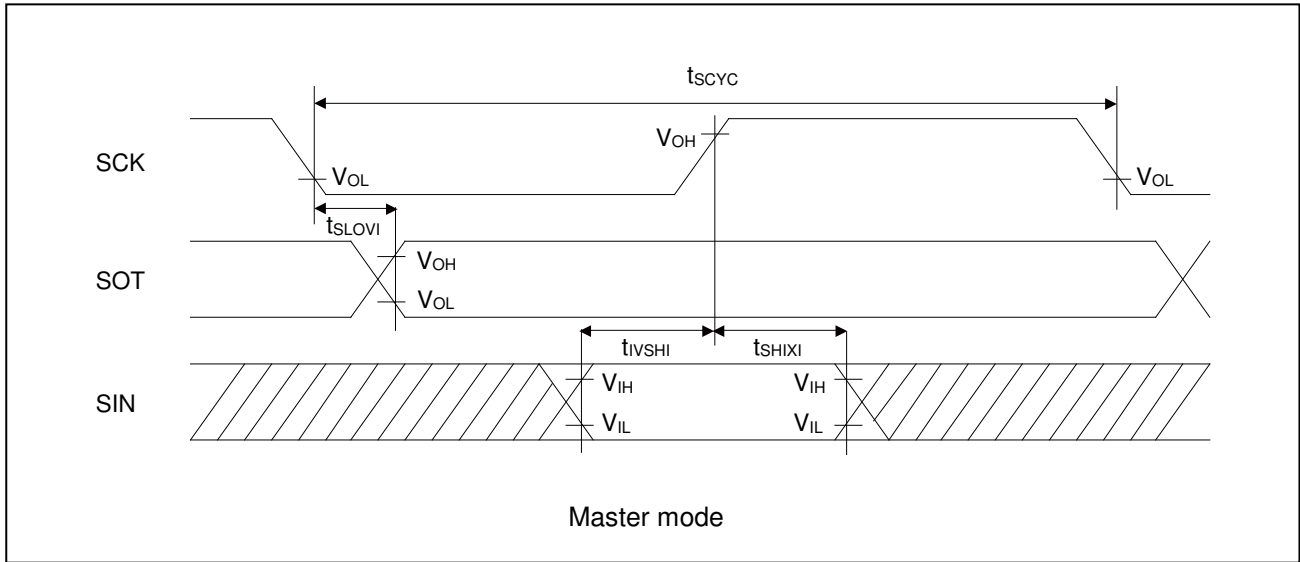 tSCYC
SCK
VOH
VOL
VOL
tSLOVI
SOT
VOH
VOL
tIVSHI
tSHIXI
SIN
VIH
VIH
VIL
VIL
Master mode